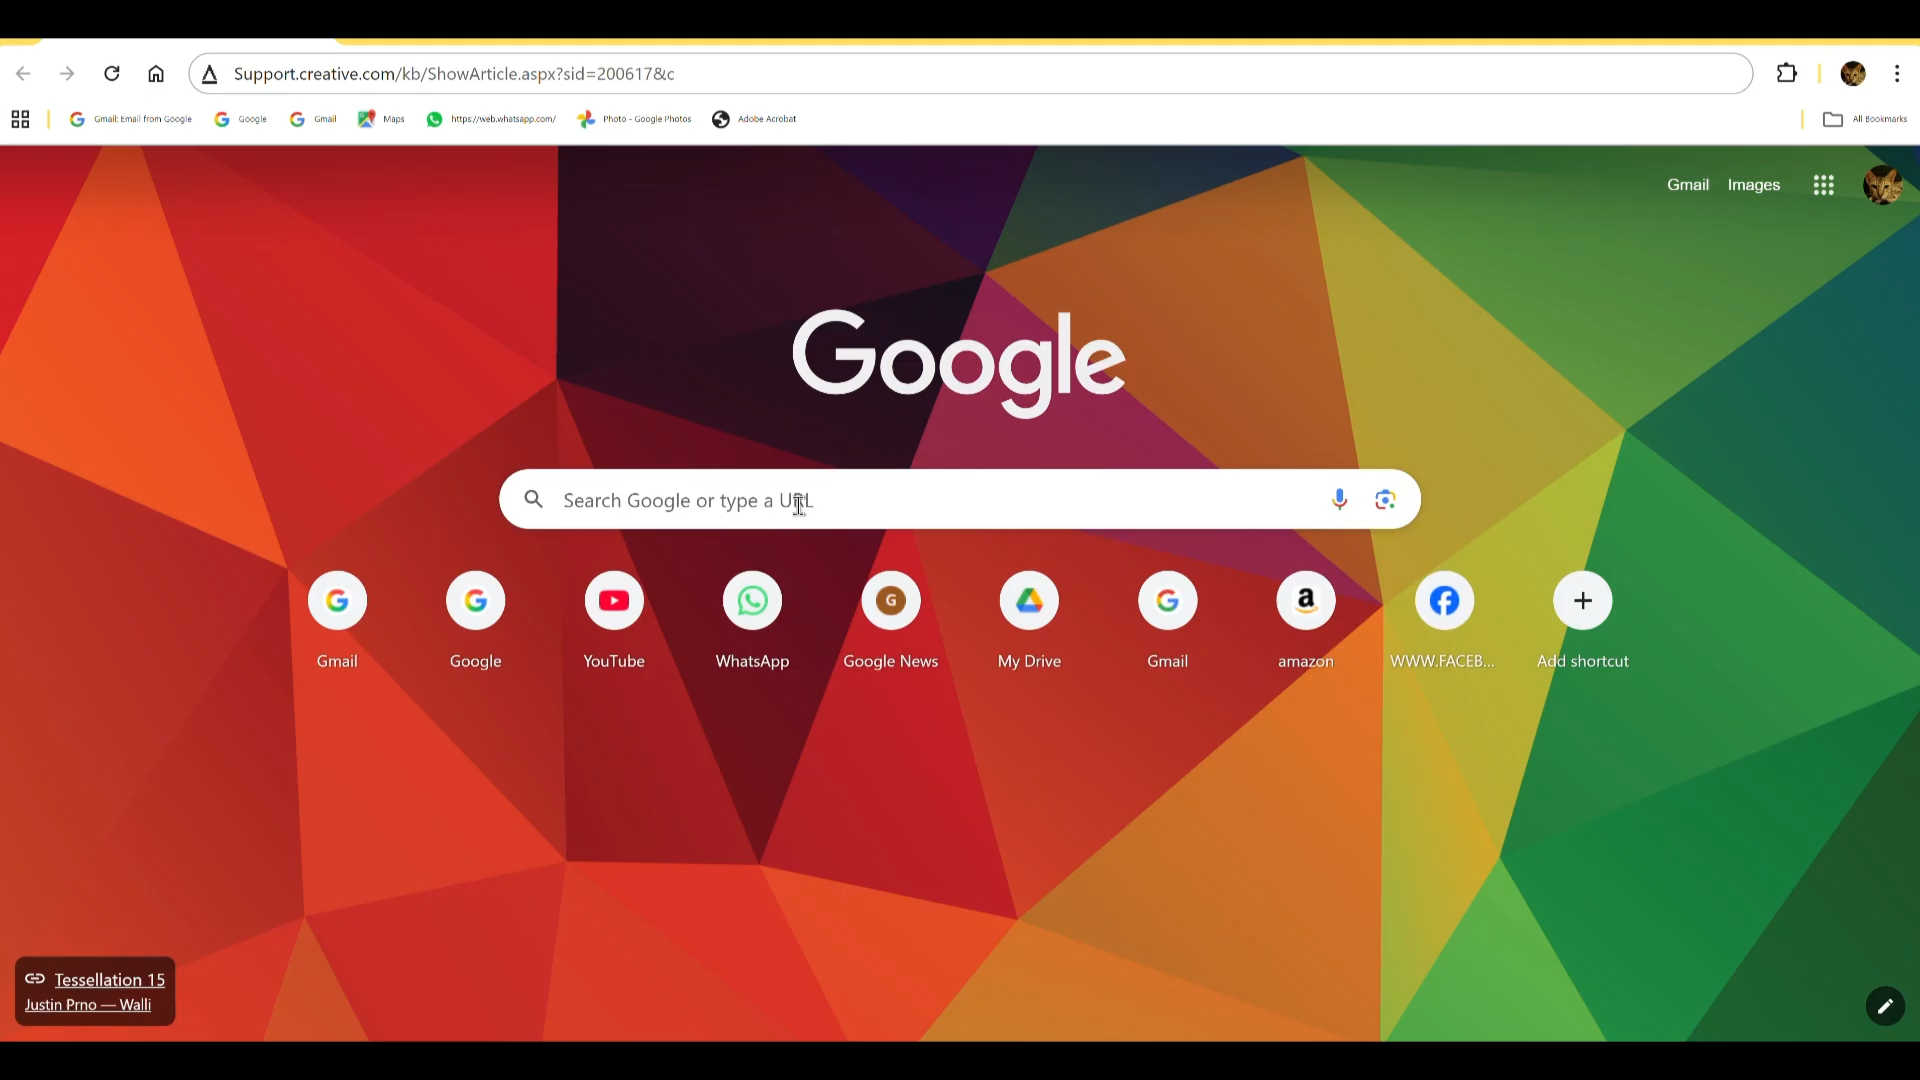 Support.creative.com/kb/ShowArticle.aspx?sid=200617&c
Gmail: Email from Google Google Gmail Maps https://web.whatsapp.com/ Photo - Google Photos Adobe Acrobat All Bookmarks
Gmail Images
Google
Search Google or type a URL
G
a
Gmail Google YouTube WhatsApp Google News My Drive Gmail amazon WWW.FACEB... Add shortcut
Tessellation 15
Justin Prno — Walli